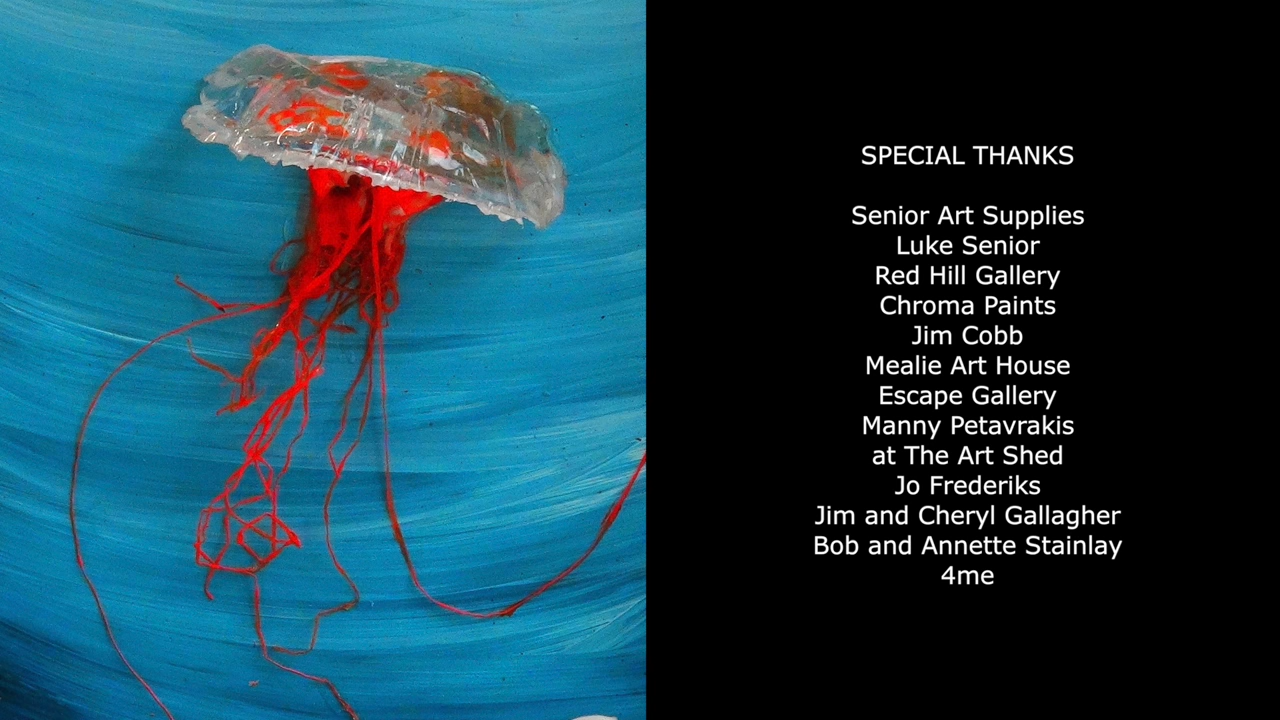 SPECIAL THANKS
Senior Art Supplies
Luke Senior
Red Hill Gallery
Chroma Paints
Jim Cobb
Mealie Art House
Escape Gallery
Manny Petavrakis
at The Art Shed
Jo Frederiks
Jim and Cheryl Gallagher
Bob and Annette Stainlay
4me